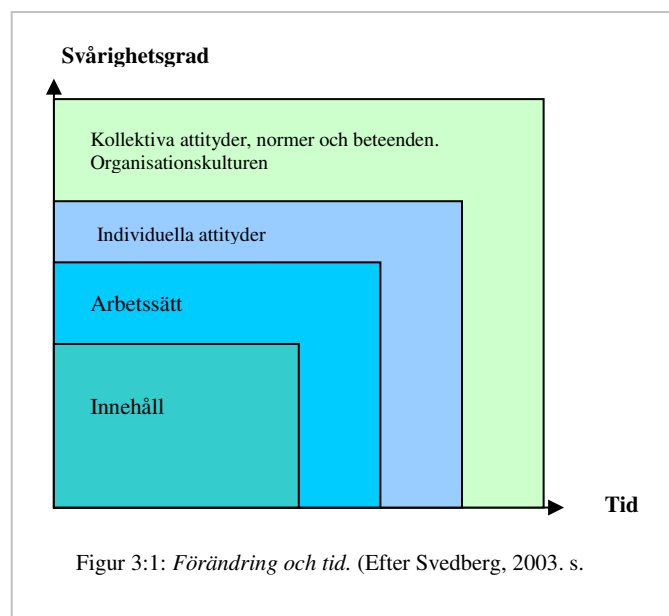 Svårighetsgrad
Kollektiva attityder, normer och beteenden.
Organisationskulturen
Individuella attityder
Arbetssätt
Innehåll
Tid
Figur 3:1: Förändring och tid. (Efter Svedberg, 2003. s.